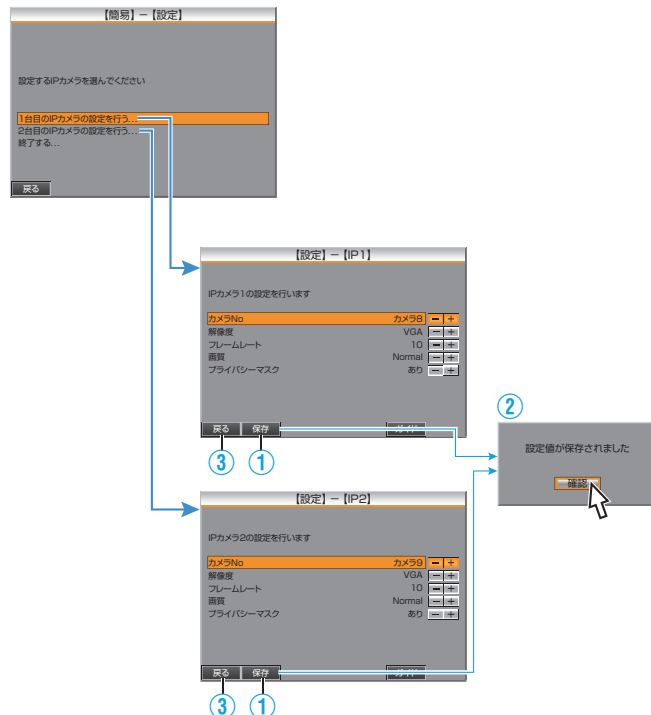 【簡易】－【設定】
設定するIPカメラを選んでください
1台目のIPカメラの設定を行う...
2台目のIPカメラの設定を行う...
終了する...
戻る
【設定】－【IP1】
IPカメラ1の設定を行います
カメラNo カメラ8 － ＋
解像度 VGA － ＋
フレームレート 10 － ＋
画質 Normal － ＋
プライバシーマスク あり － ＋
戻る 保存
③ ①
②
設定値が保存されました
確認
【設定】－【IP2】
IPカメラ2の設定を行います
カメラNo カメラ9 － ＋
解像度 VGA － ＋
フレームレート 10 － ＋
画質 Normal － ＋
プライバシーマスク あり － ＋
戻る 保存
③ ①